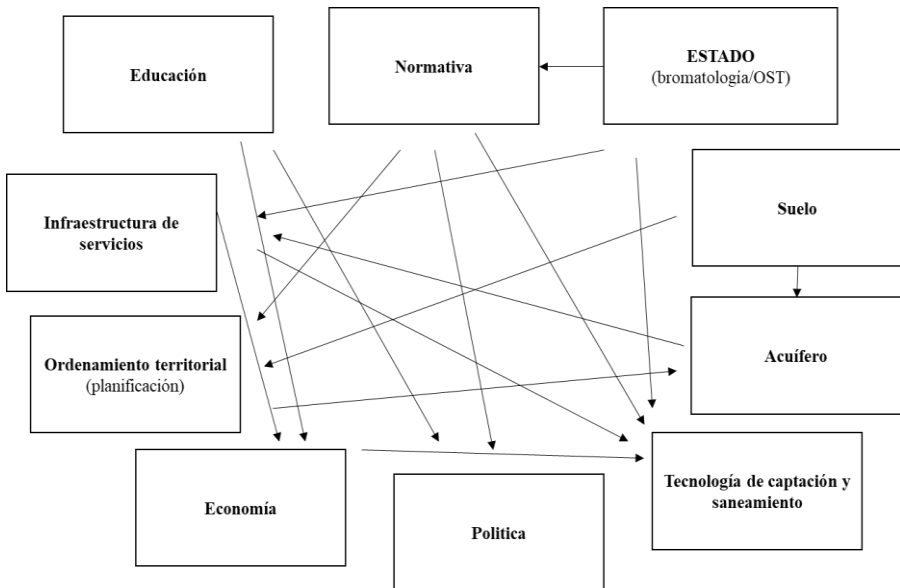 Educación
Normativa
ESTADO
(bromatología/OST)
Infraestructura de
servicios
Suelo
Ordenamiento territorial
(planificación)
Acuífero
Economía
Politica
Tecnología de captación y
saneamiento